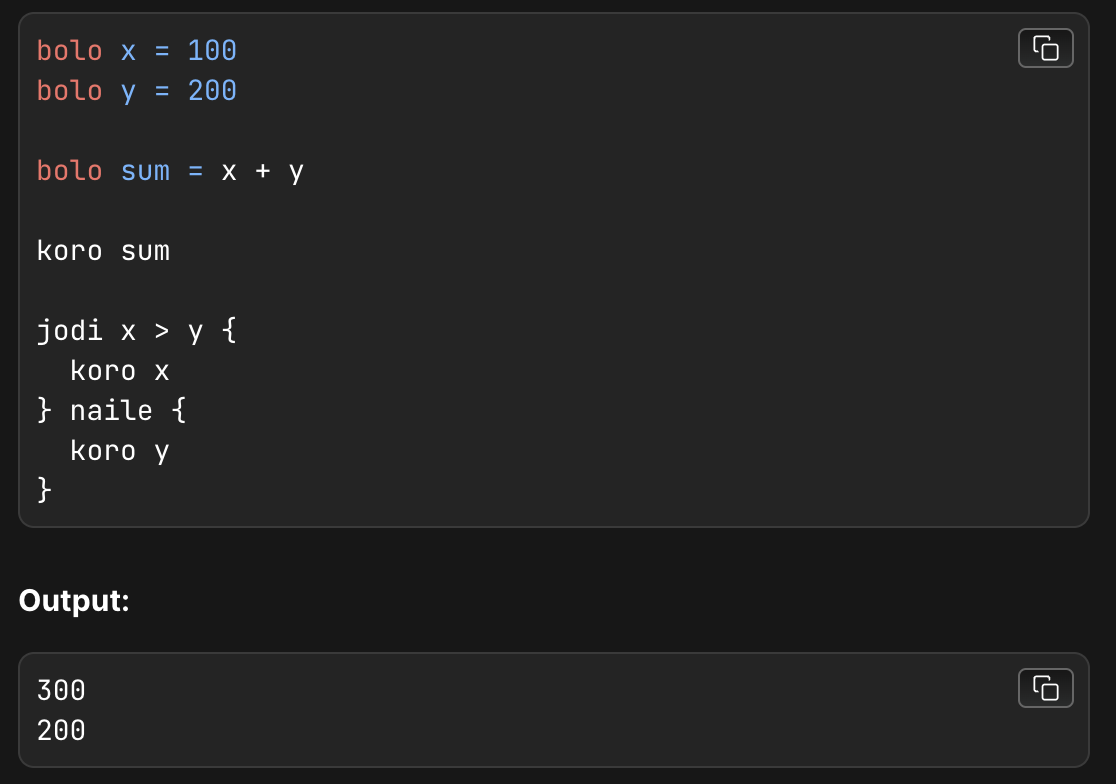 bolo x = 100
bolo y = 200
bolo sum = x + y
koro sum
jodi x > y {
  koro x
} naile {
  koro y
}
Output:
300
200